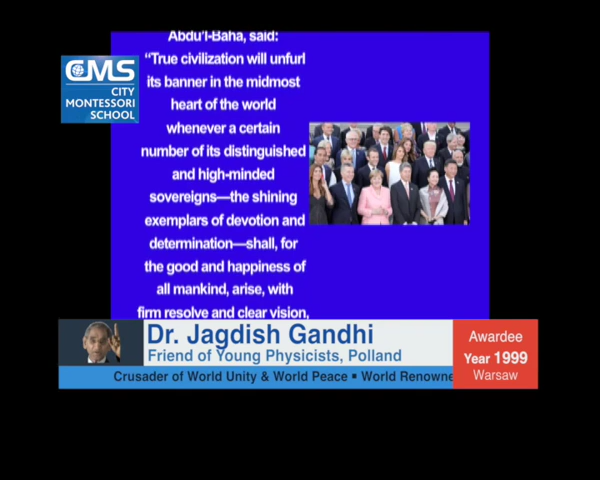 Abdu'l-Baha, said:
"True civilization will unfurl
its banner in the midmost
heart of the world
whenever a certain
number of its distinguished
and high-minded
sovereigns—the shining
exemplars of devotion and
determination—shall, for
the good and happiness of
all mankind, arise, with
firm resolve and clear vision,
CMS
CITY
MONTESSORI
SCHOOL
Dr. Jagdish Gandhi
Friend of Young Physicists, Polland
Crusader of World Unity & World Peace ▪ World Renowne
Awardee
Year 1999
Warsaw